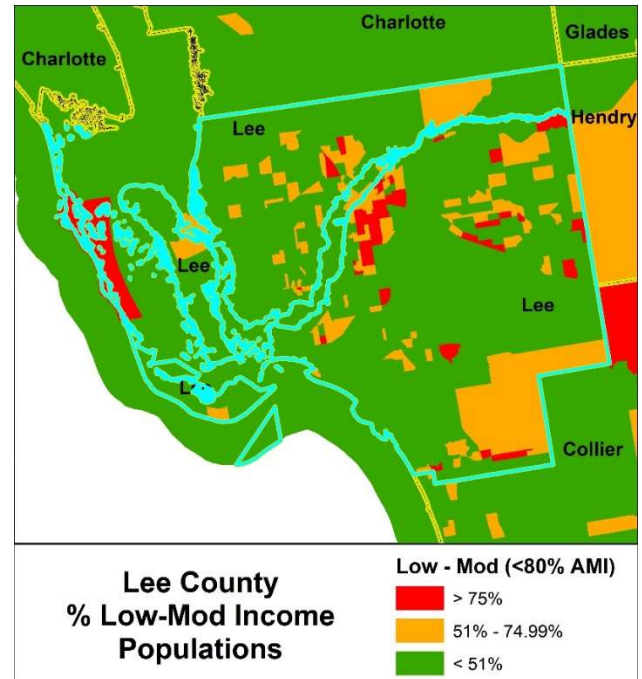 Charlotte
Glades
Charlotte
Lee
Hendry
Lee
Lee
Lee
Collier
Lee County
% Low-Mod Income
Populations
Low - Mod (<80% AMI)
> 75%
51% - 74.99%
< 51%